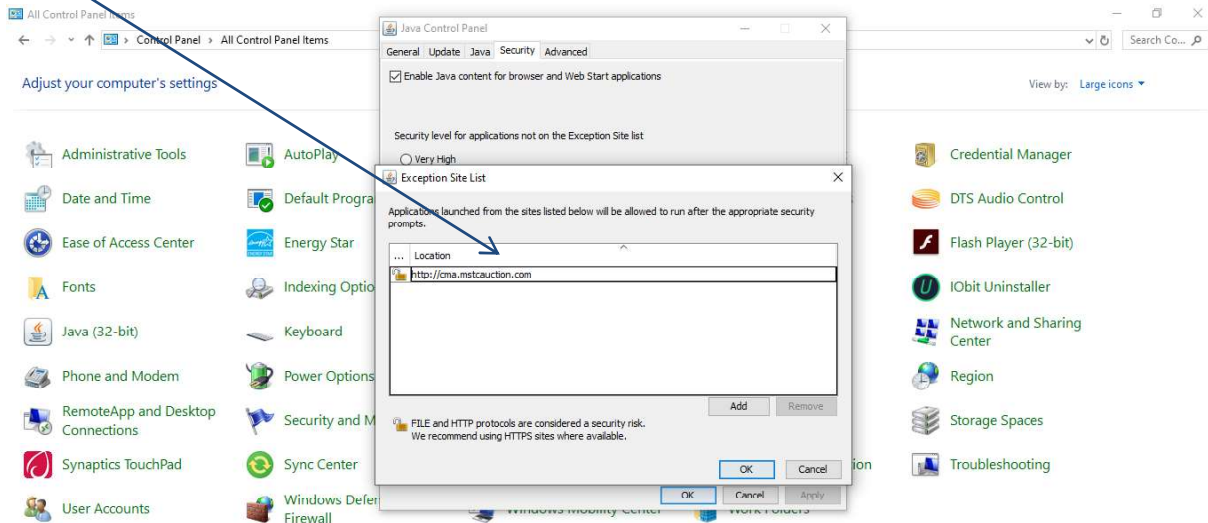 All Control Panel Items
Control Panel > All Control Panel Items
Search Co...
Adjust your computer's settings
View by: Large icons
Administrative Tools
AutoPlay
Credential Manager
Date and Time
Default Progra
DTS Audio Control
Ease of Access Center
Energy Star
Flash Player (32-bit)
Fonts
Indexing Optio
IObit Uninstaller
Java (32-bit)
Keyboard
Network and Sharing
Center
Phone and Modem
Power Options
Region
RemoteApp and Desktop
Connections
Security and M
Storage Spaces
Synaptics TouchPad
Sync Center
ion
Troubleshooting
User Accounts
Windows Defen
Firewall
Windows Mobility Center
Work Folders
Java Control Panel
General Update Java Security Advanced
Enable Java content for browser and Web Start applications
Security level for applications not on the Exception Site list
Very High
Exception Site List
Applications launched from the sites listed below will be allowed to run after the appropriate security
prompts.
... Location
http://cma.mstcauction.com
Add Remove
FILE and HTTP protocols are considered a security risk.
We recommend using HTTPS sites where available.
OK Cancel
OK Cancel Apply